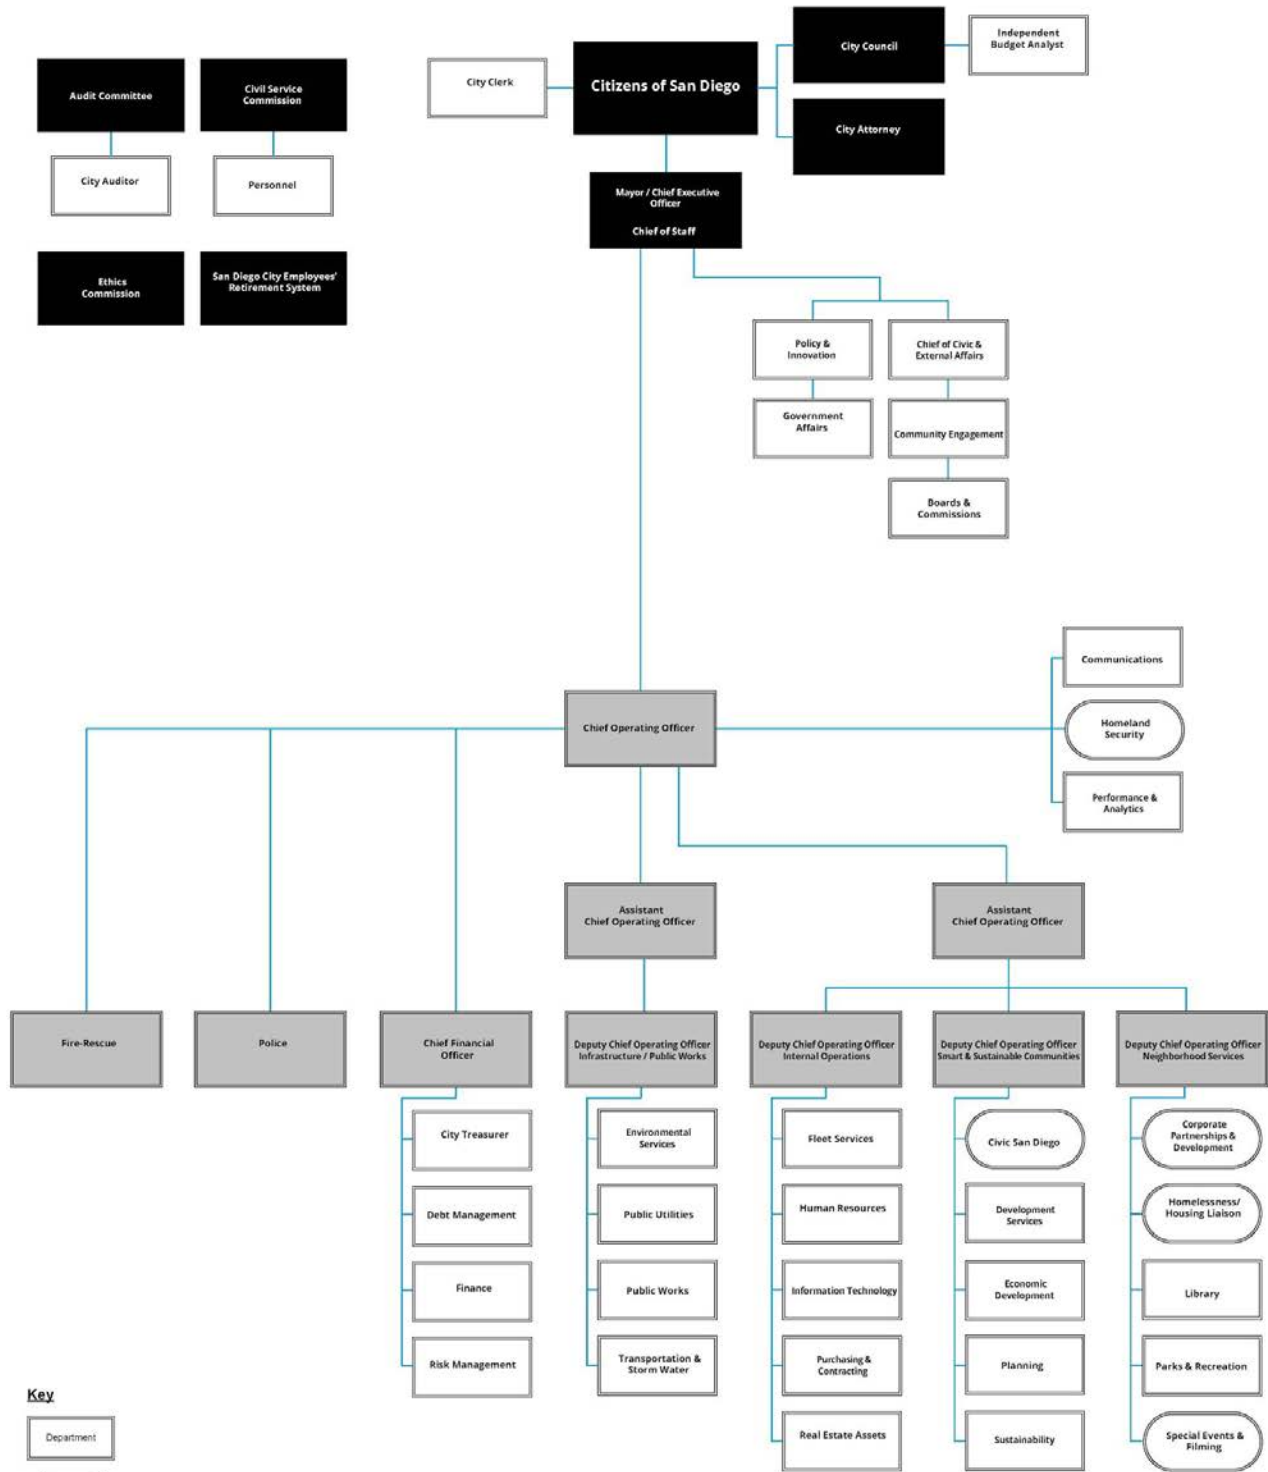 Independent
Budget Analyst
City Council
City Clerk
Citizens of San Diego
Audit Committee
Civil Service
Commission
City Attorney
City Auditor
Personnel
Mayor / Chief Executive
Officer
Chief of Staff
Ethics
Commission
San Diego City Employees'
Retirement System
Policy &
Innovation
Chief of Civic &
External Affairs
Government
Affairs
Community Engagement
Boards &
Commissions
Communications
Chief Operating Officer
Homeland
Security
Performance &
Analytics
Assistant
Chief Operating Officer
Assistant
Chief Operating Officer
Fire-Rescue
Police
Chief Financial
Officer
Deputy Chief Operating Officer
Infrastructure / Public Works
Deputy Chief Operating Officer
Internal Operations
Deputy Chief Operating Officer
Smart & Sustainable Communities
Deputy Chief Operating Officer
Neighborhood Services
City Treasurer
Environmental
Services
Fleet Services
Civic San Diego
Corporate
Partnerships &
Development
Debt Management
Public Utilities
Human Resources
Development
Services
Homelessness/
Housing Liaison
Finance
Public Works
Information Technology
Economic
Development
Library
Risk Management
Transportation &
Storm Water
Purchasing &
Contracting
Planning
Parks & Recreation
Real Estate Assets
Sustainability
Special Events &
Filming
Key
Department